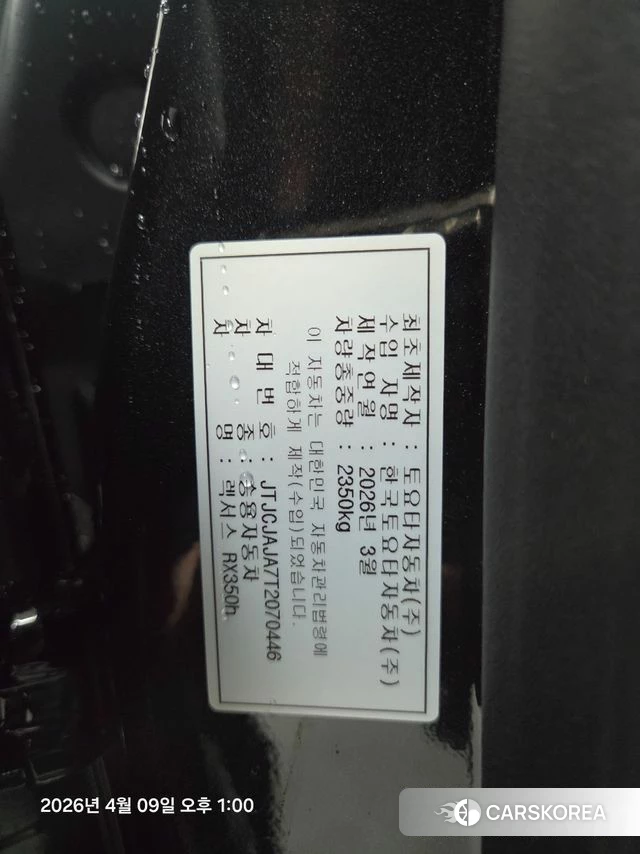 최초제작자 : 토요타자동차(주)
수입 자명 : 한국토요타자동차(주)
제작연월 : 2026년 3월
차량총중량 : 2350kg
이 자동차는 대한민국 자동차관리법령에
적합하게 제작(수입)되었습니다.
차 대 번 호 : JTJCJAJA7T2070446
차 종 : 승용자동차
차 명 : 렉서스 RX350h
2026년 4월 09일 오후 1:00
CARSKOREA